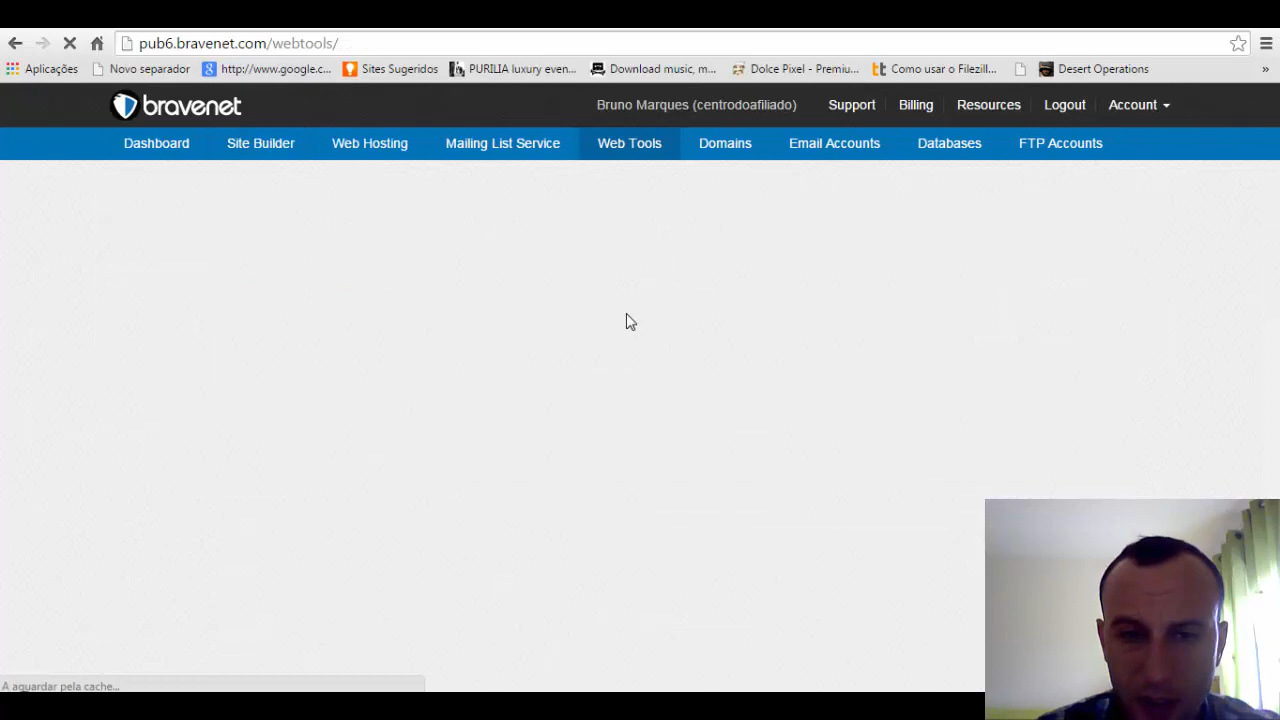 pub6.bravenet.com/webtools/
Aplicações Novo separador http://www.google.c... Sites Sugeridos PURILIA luxury even... Download music, m... Dolce Pixel - Premiu... Como usar o Filezill... Desert Operations »
bravenet Bruno Marques (centrodoafiliado) Support Billing Resources Logout Account
Dashboard Site Builder Web Hosting Mailing List Service Web Tools Domains Email Accounts Databases FTP Accounts
A aguardar pela cache...